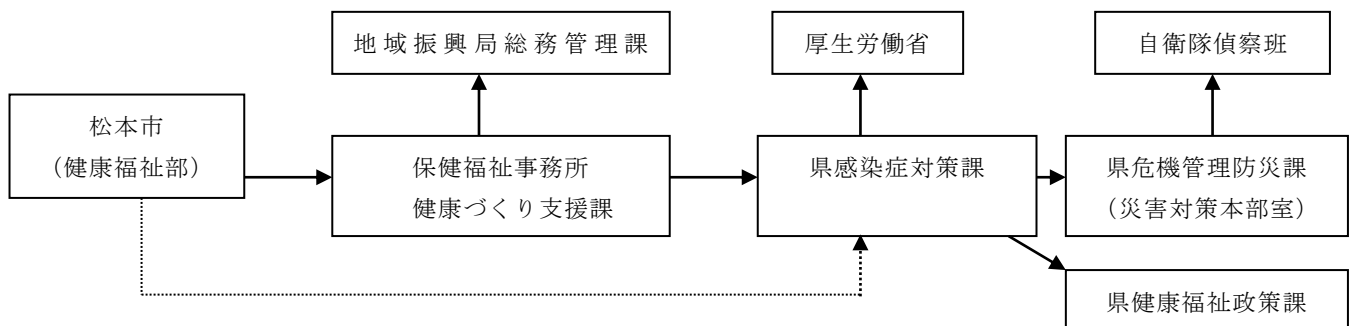 地域振興局総務管理課
厚生労働省
自衛隊偵察班
松本市
（健康福祉部）
保健福祉事務所
健康づくり支援課
県感染症対策課
県危機管理防災課
（災害対策本部室）
県健康福祉政策課